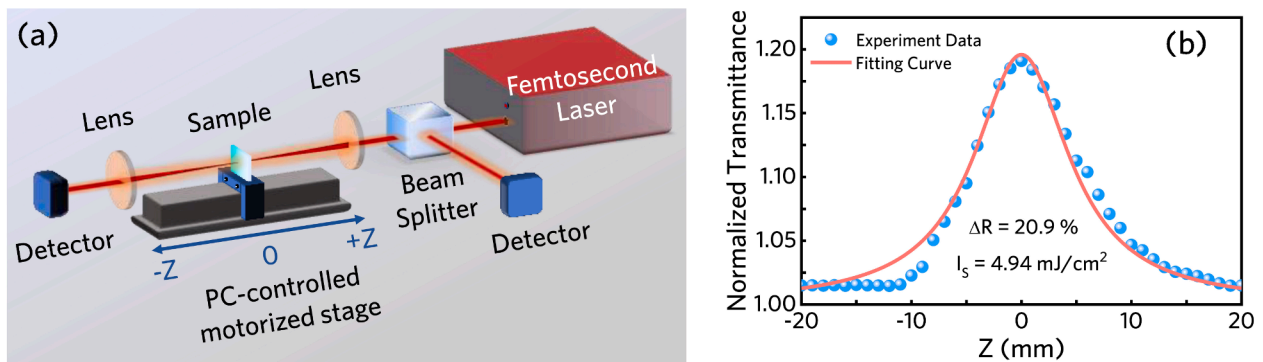 (a)
Femtosecond
Laser
Lens
Sample
Lens
Beam
Splitter
Detector
Detector
-Z
0
+Z
PC-controlled
motorized stage
(b)
Normalized Transmittance
1.20
1.15
1.10
1.05
1.00
Experiment Data
Fitting Curve
ΔR = 20.9 %
I_S = 4.94 mJ/cm²
-20
-10
0
10
20
Z (mm)